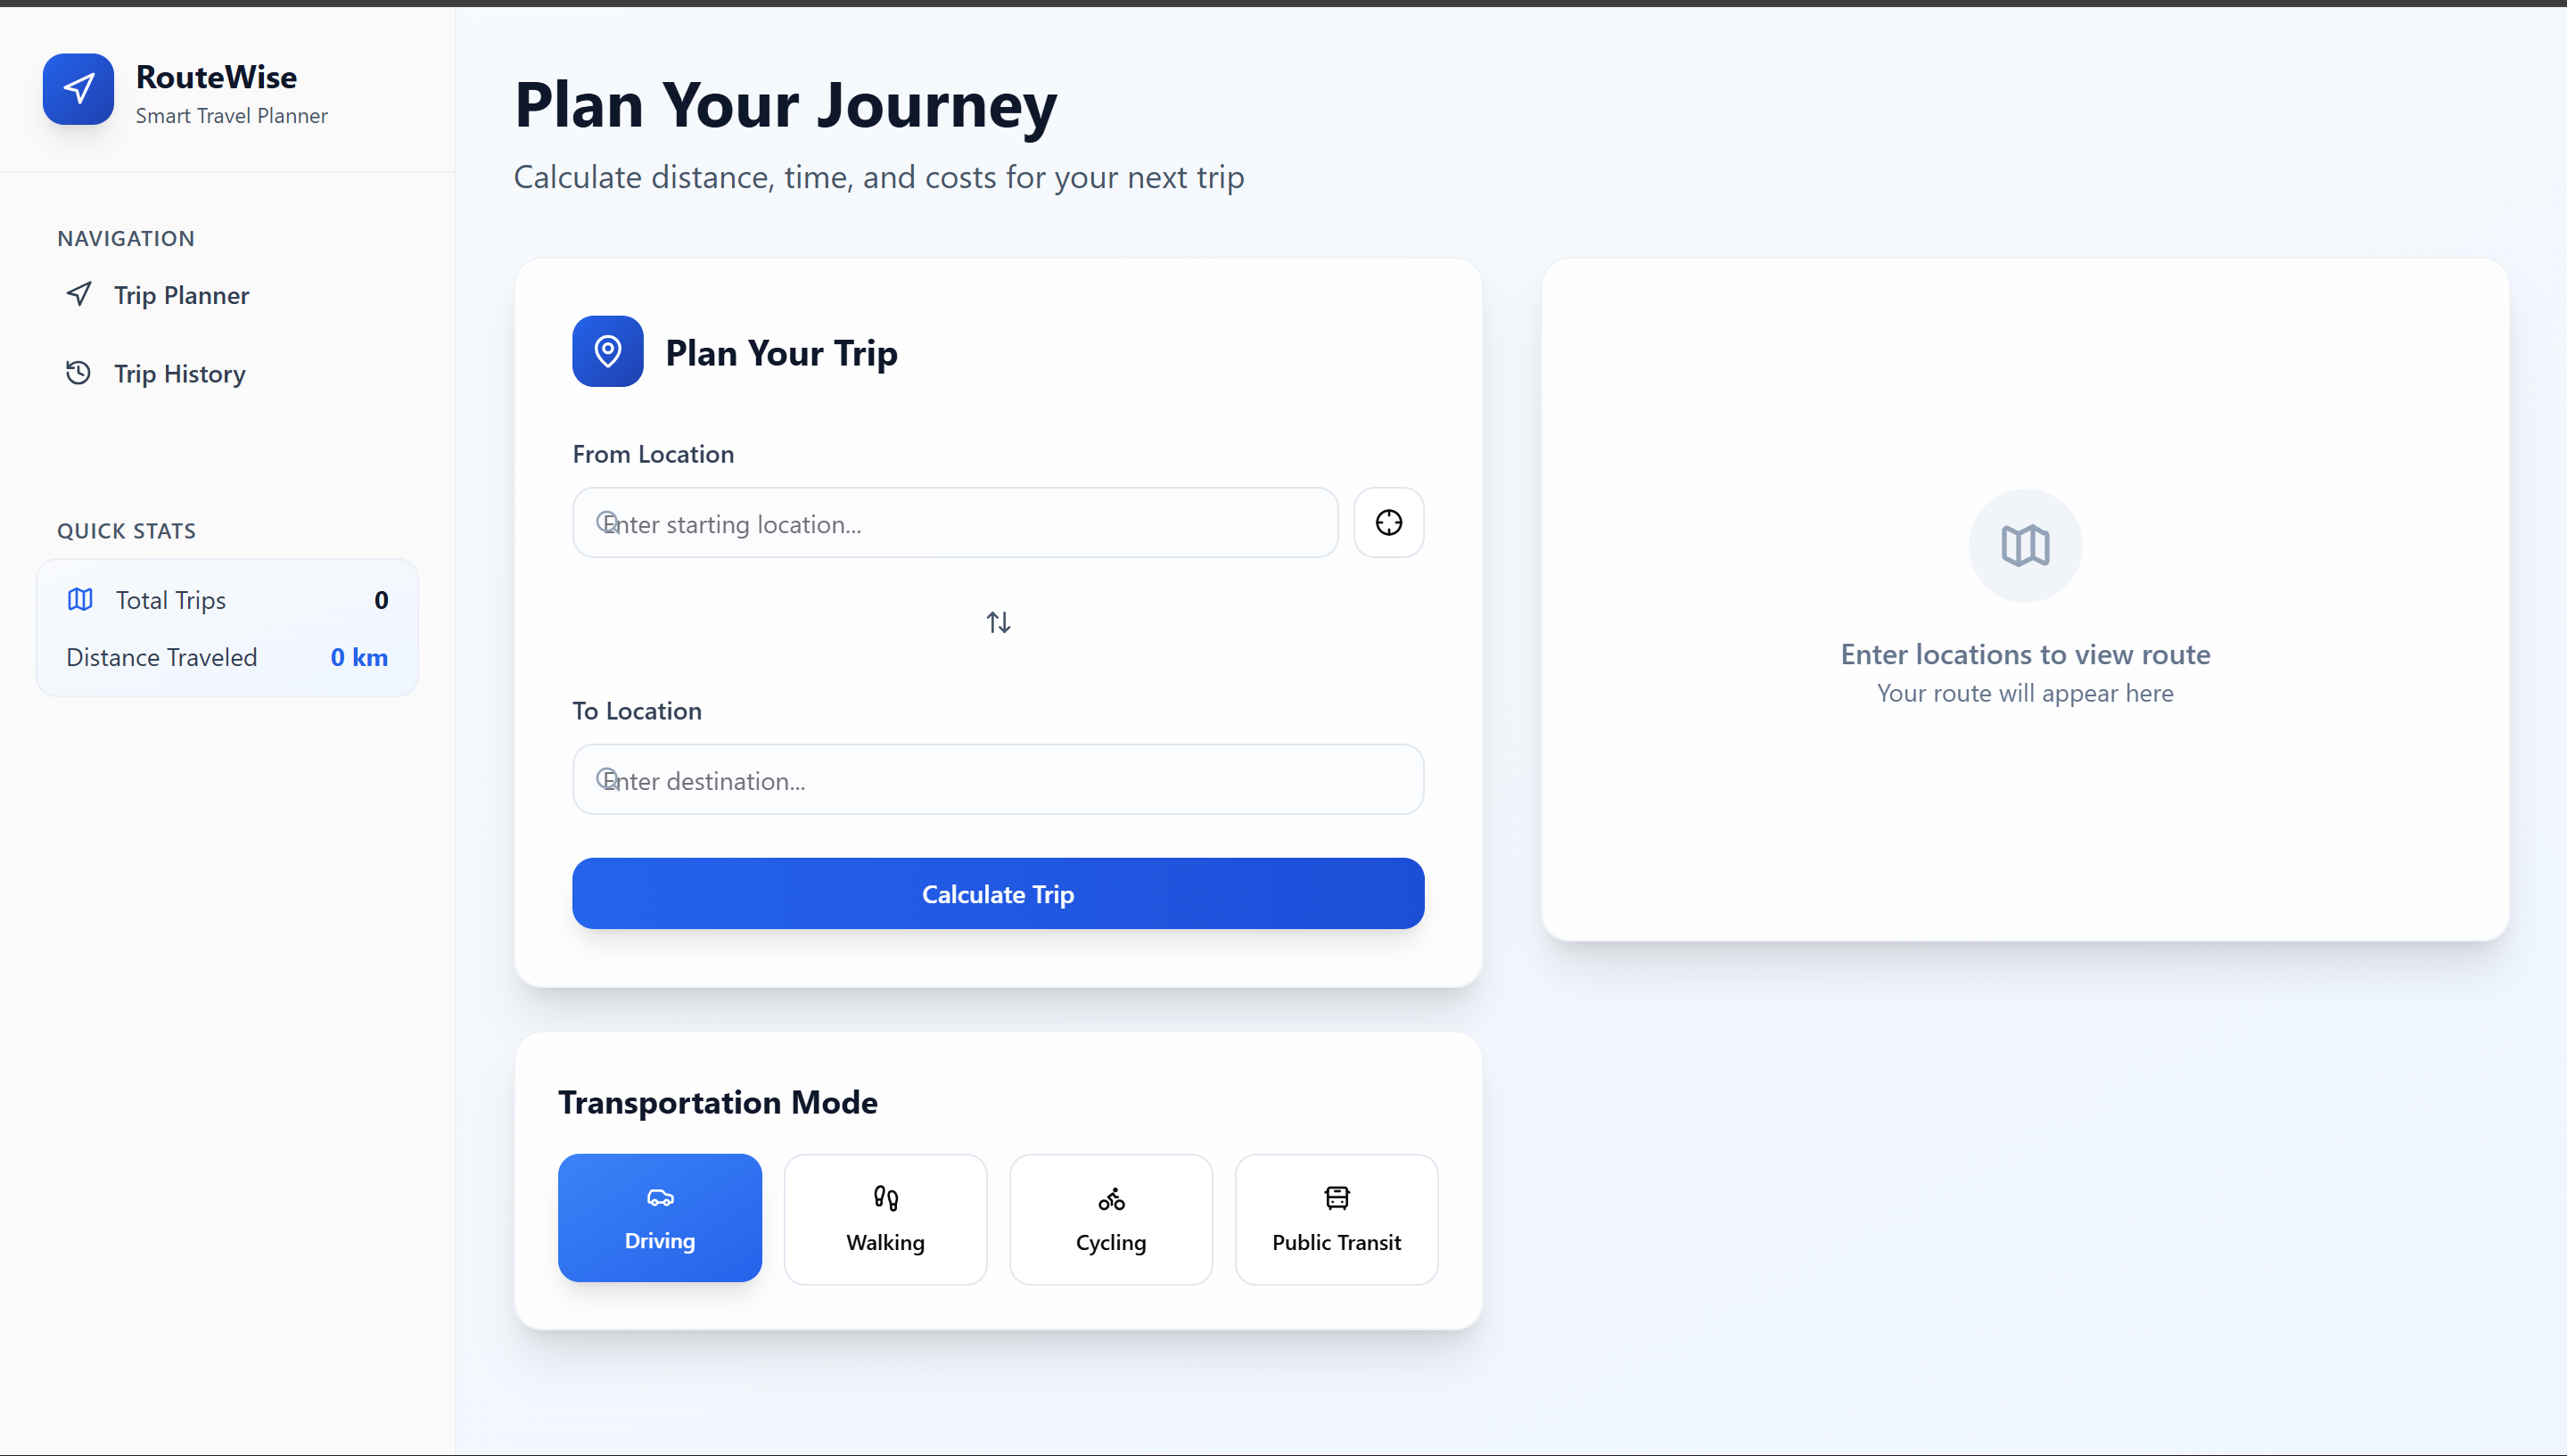 RouteWise
Smart Travel Planner
NAVIGATION
Trip Planner
Trip History
QUICK STATS
Total Trips 0
Distance Traveled 0 km
Plan Your Journey
Calculate distance, time, and costs for your next trip
Plan Your Trip
From Location
Enter starting location...
To Location
Enter destination...
Calculate Trip
Enter locations to view route
Your route will appear here
Transportation Mode
Driving
Walking
Cycling
Public Transit